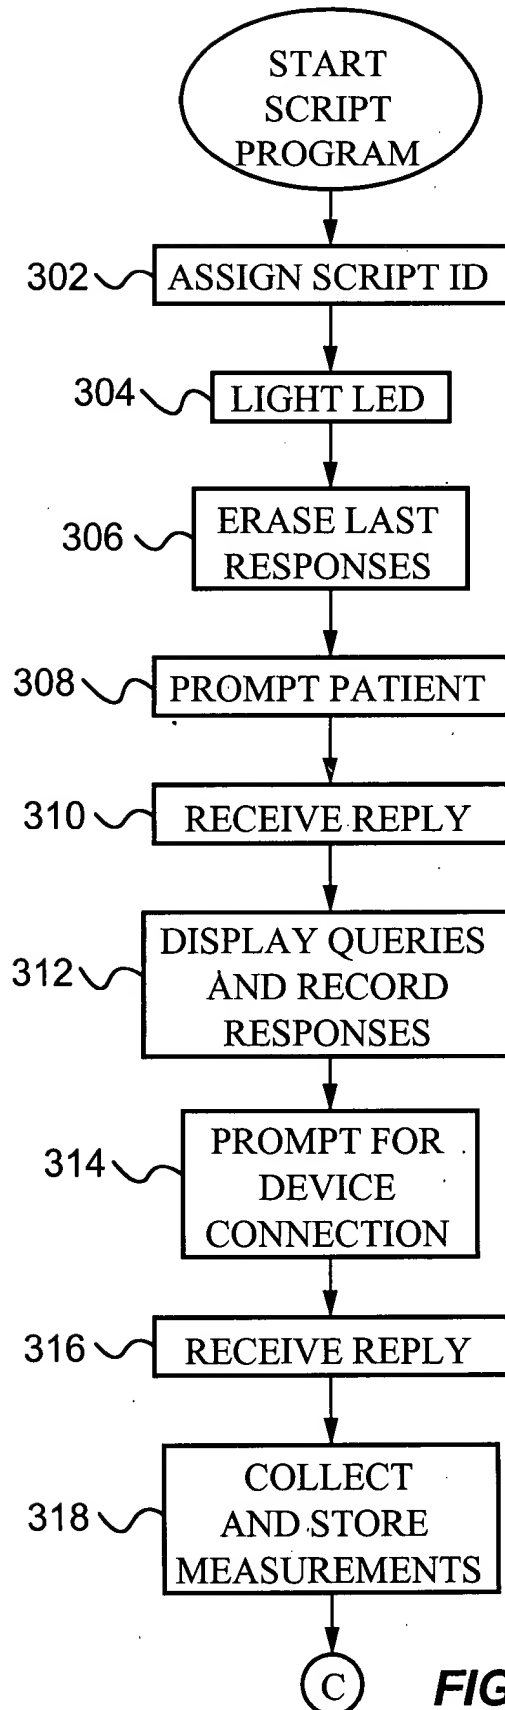 START
SCRIPT
PROGRAM
302 ASSIGN SCRIPT ID
304 LIGHT LED
306 ERASE LAST
RESPONSES
308 PROMPT PATIENT
310 RECEIVE REPLY
312 DISPLAY QUERIES
AND RECORD
RESPONSES
314 PROMPT FOR
DEVICE
CONNECTION
316 RECEIVE REPLY
318 COLLECT
AND STORE
MEASUREMENTS
C FIG